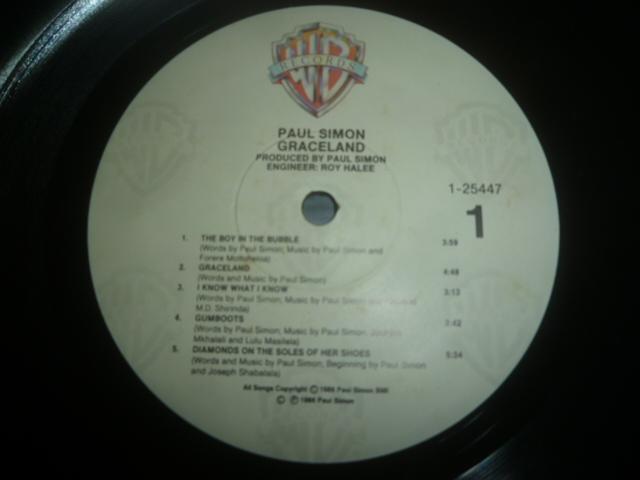 RECORDS
PAUL SIMON
GRACELAND
PRODUCED BY PAUL SIMON
ENGINEER: ROY HALEE
1-25447
1
1. THE BOY IN THE BUBBLE 3:59
(Words by Paul Simon; Music by Paul Simon and
Forere Motloheloa)
2. GRACELAND 4:48
(Words and Music by Paul Simon)
3. I KNOW WHAT I KNOW 3:13
(Words by Paul Simon; Music by Paul Simon and
M.D. Shirinda)
4. GUMBOOTS 2:42
(Words by Paul Simon; Music by Paul Simon,
Mkhalali and Lulu Masilela)
5. DIAMONDS ON THE SOLES OF HER SHOES 5:34
(Words and Music by Paul Simon; Beginning by Paul Simon
and Joseph Shabalala)
All Songs Copyright © 1986 Paul Simon BMI
© ℗ 1986 Paul Simon